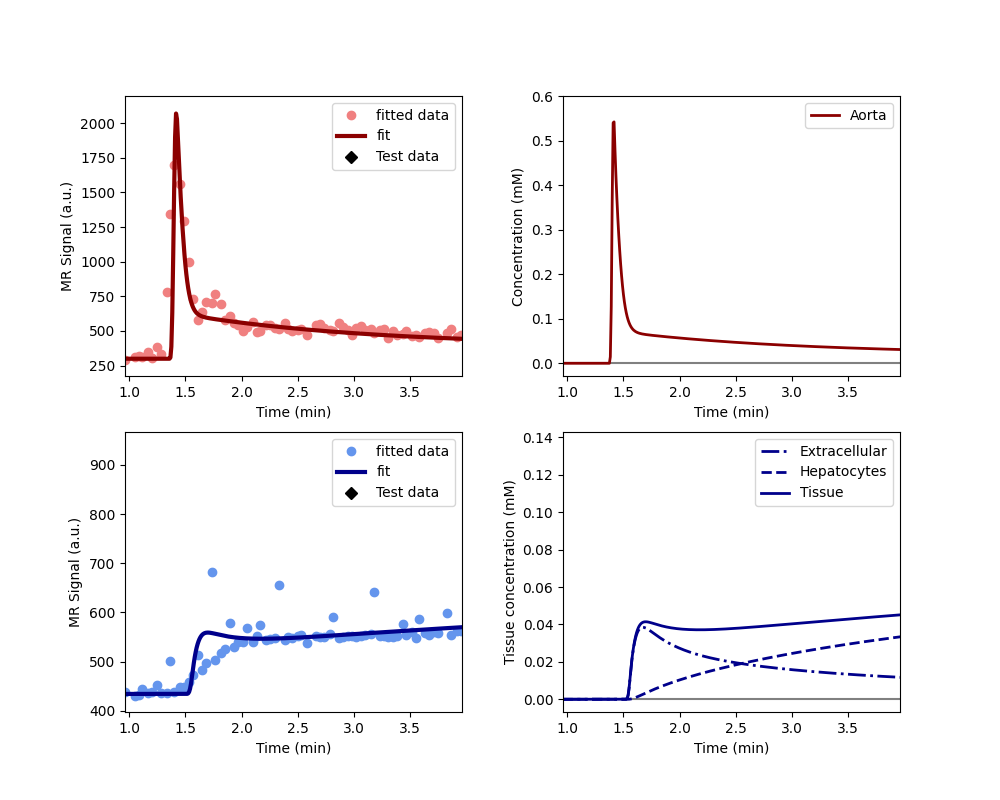 fitted data
fit
Test data
MR Signal (a.u.)
2000
1750
1500
1250
1000
750
500
250
1.0 1.5 2.0 2.5 3.0 3.5
Time (min)
Aorta
Concentration (mM)
0.6
0.5
0.4
0.3
0.2
0.1
0.0
1.0 1.5 2.0 2.5 3.0 3.5
Time (min)
fitted data
fit
Test data
MR Signal (a.u.)
900
800
700
600
500
400
1.0 1.5 2.0 2.5 3.0 3.5
Time (min)
Extracellular
Hepatocytes
Tissue
Tissue concentration (mM)
0.14
0.12
0.10
0.08
0.06
0.04
0.02
0.00
1.0 1.5 2.0 2.5 3.0 3.5
Time (min)